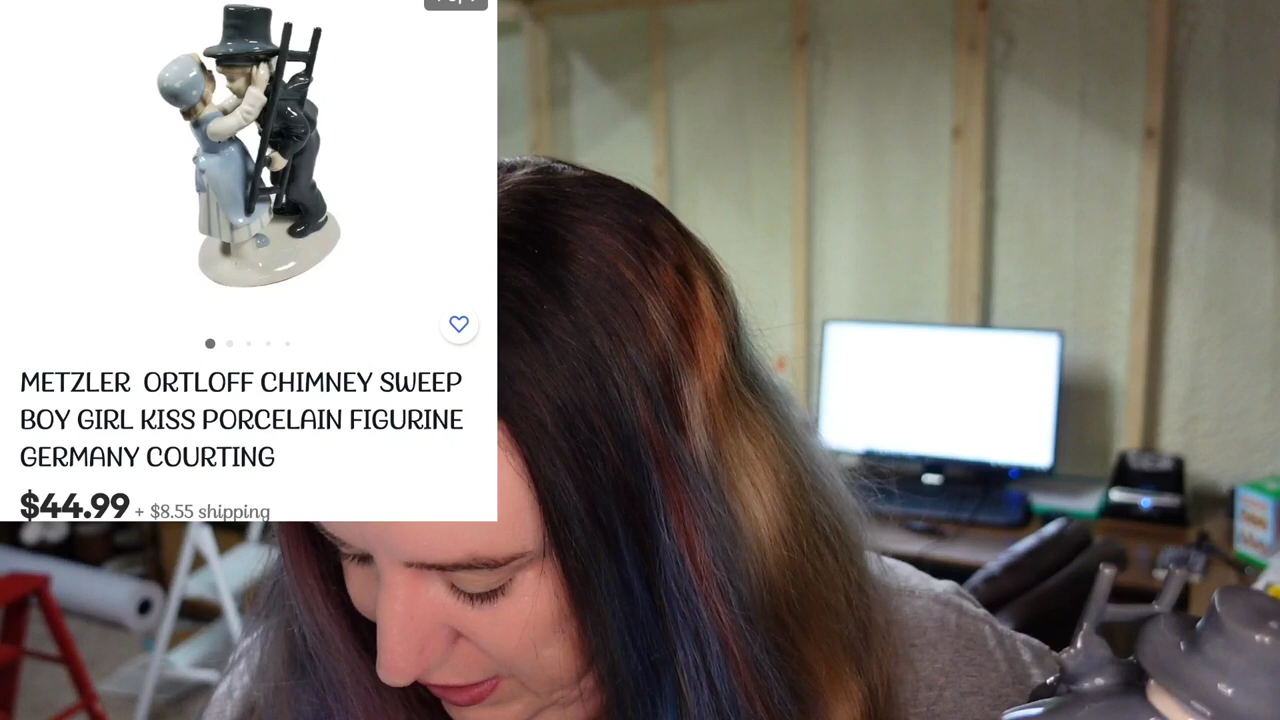 METZLER ORTLOFF CHIMNEY SWEEP
BOY GIRL KISS PORCELAIN FIGURINE
GERMANY COURTING
$44.99 + $8.55 shipping